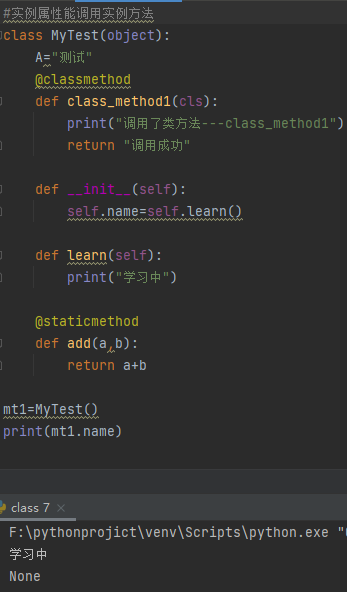 #实例属性能调用实例方法
class MyTest(object):
    A="测试"
    @classmethod
    def class_method1(cls):
        print("调用了类方法---class_method1")
        return "调用成功"

    def __init__(self):
        self.name=self.learn()

    def learn(self):
        print("学习中")

    @staticmethod
    def add(a,b):
        return a+b

mt1=MyTest()
print(mt1.name)
class 7 ×
F:\pythonprojict\venv\Scripts\python.exe "
学习中
None